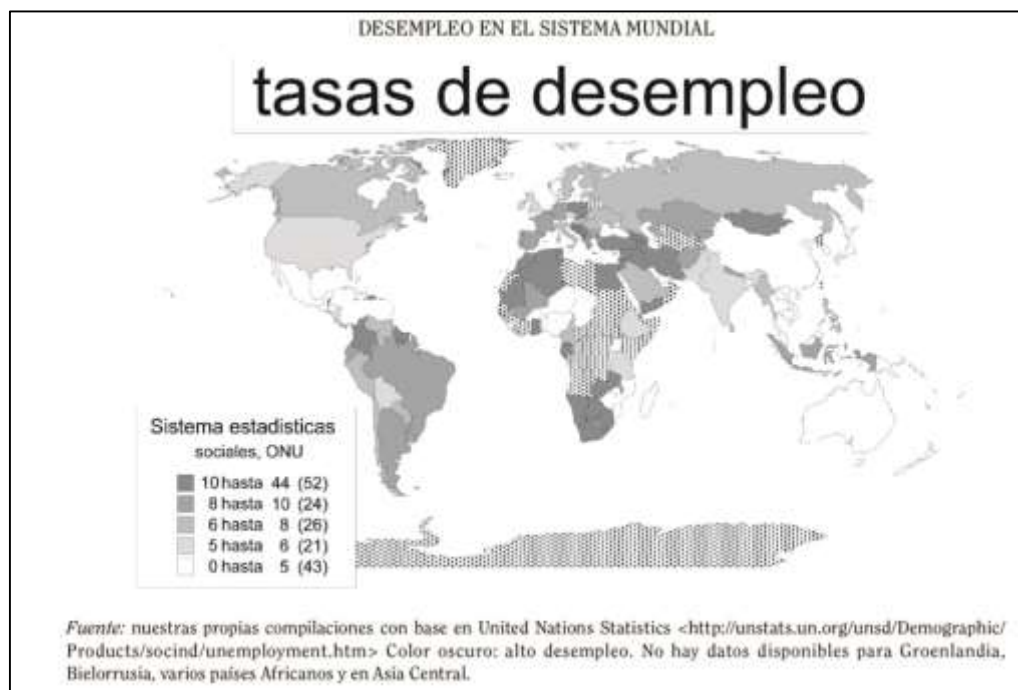 DESEMPLEO EN EL SISTEMA MUNDIAL
tasas de desempleo
Sistema estadisticas
sociales, ONU
10 hasta 44 (52)
8 hasta 10 (24)
6 hasta 8 (26)
5 hasta 6 (21)
0 hasta 5 (43)
Fuente: nuestras propias compilaciones con base en United Nations Statistics <http://unstats.un.org/unsd/Demographic/
Products/socind/unemployment.htm> Color oscuro: alto desempleo. No hay datos disponibles para Groenlandia,
Bielorrusia, varios países Africanos y en Asia Central.